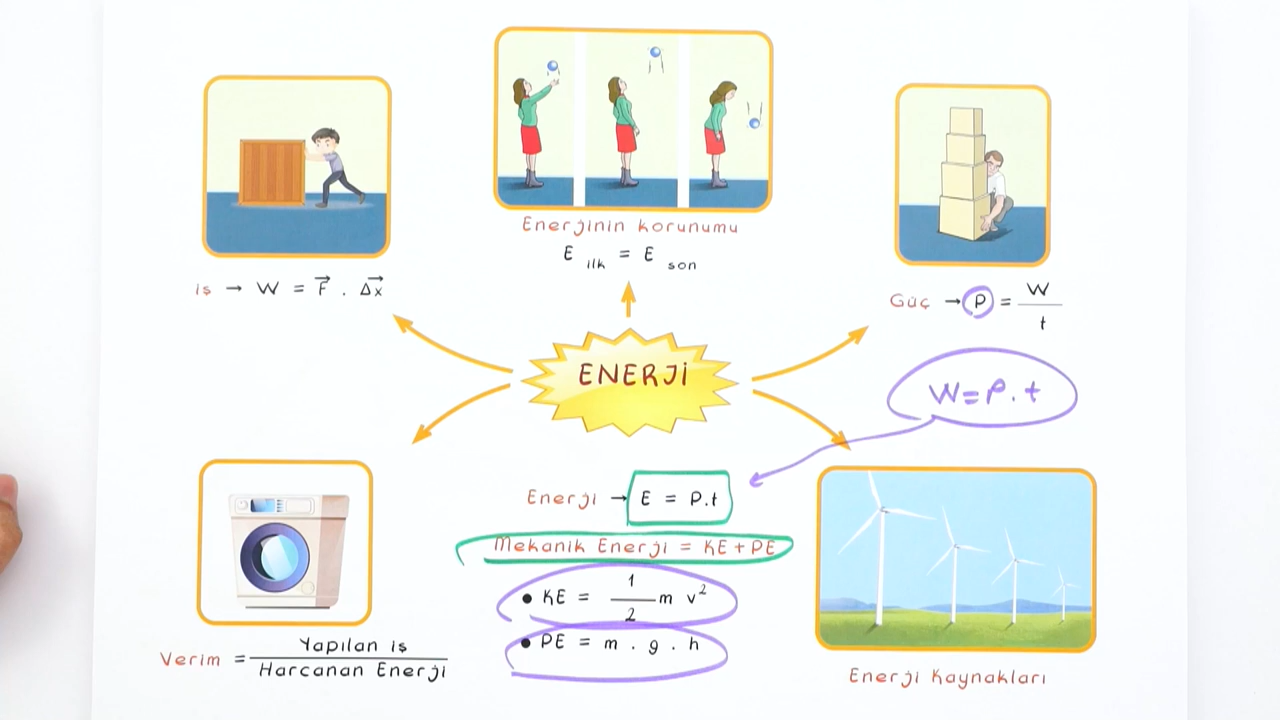 Enerjinin korunumu
E ilk = E son
iş → W = F . Δx
Güç → P = W / t
ENERJİ
W = P . t
Enerji → E = P.t
Mekanik Enerji = KE + PE
• KE = 1 / 2 m v²
• PE = m . g . h
Verim = Yapılan iş / Harcanan Enerji
Enerji Kaynakları